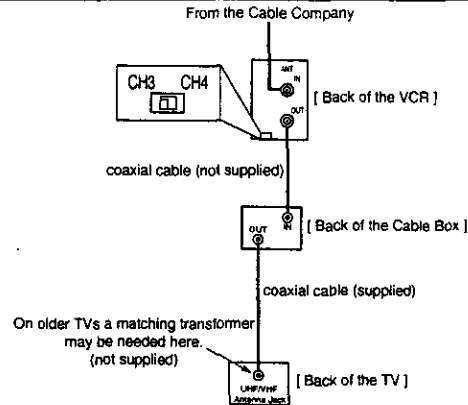 From the Cable Company
CH3 CH4
ANT
IN
OUT
[ Back of the VCR ]
coaxial cable (not supplied)
OUT
IN
[ Back of the Cable Box ]
coaxial cable (supplied)
On older TVs a matching transformer
may be needed here.
(not supplied)
UHF/VHF
Antenna Jack
[ Back of the TV ]